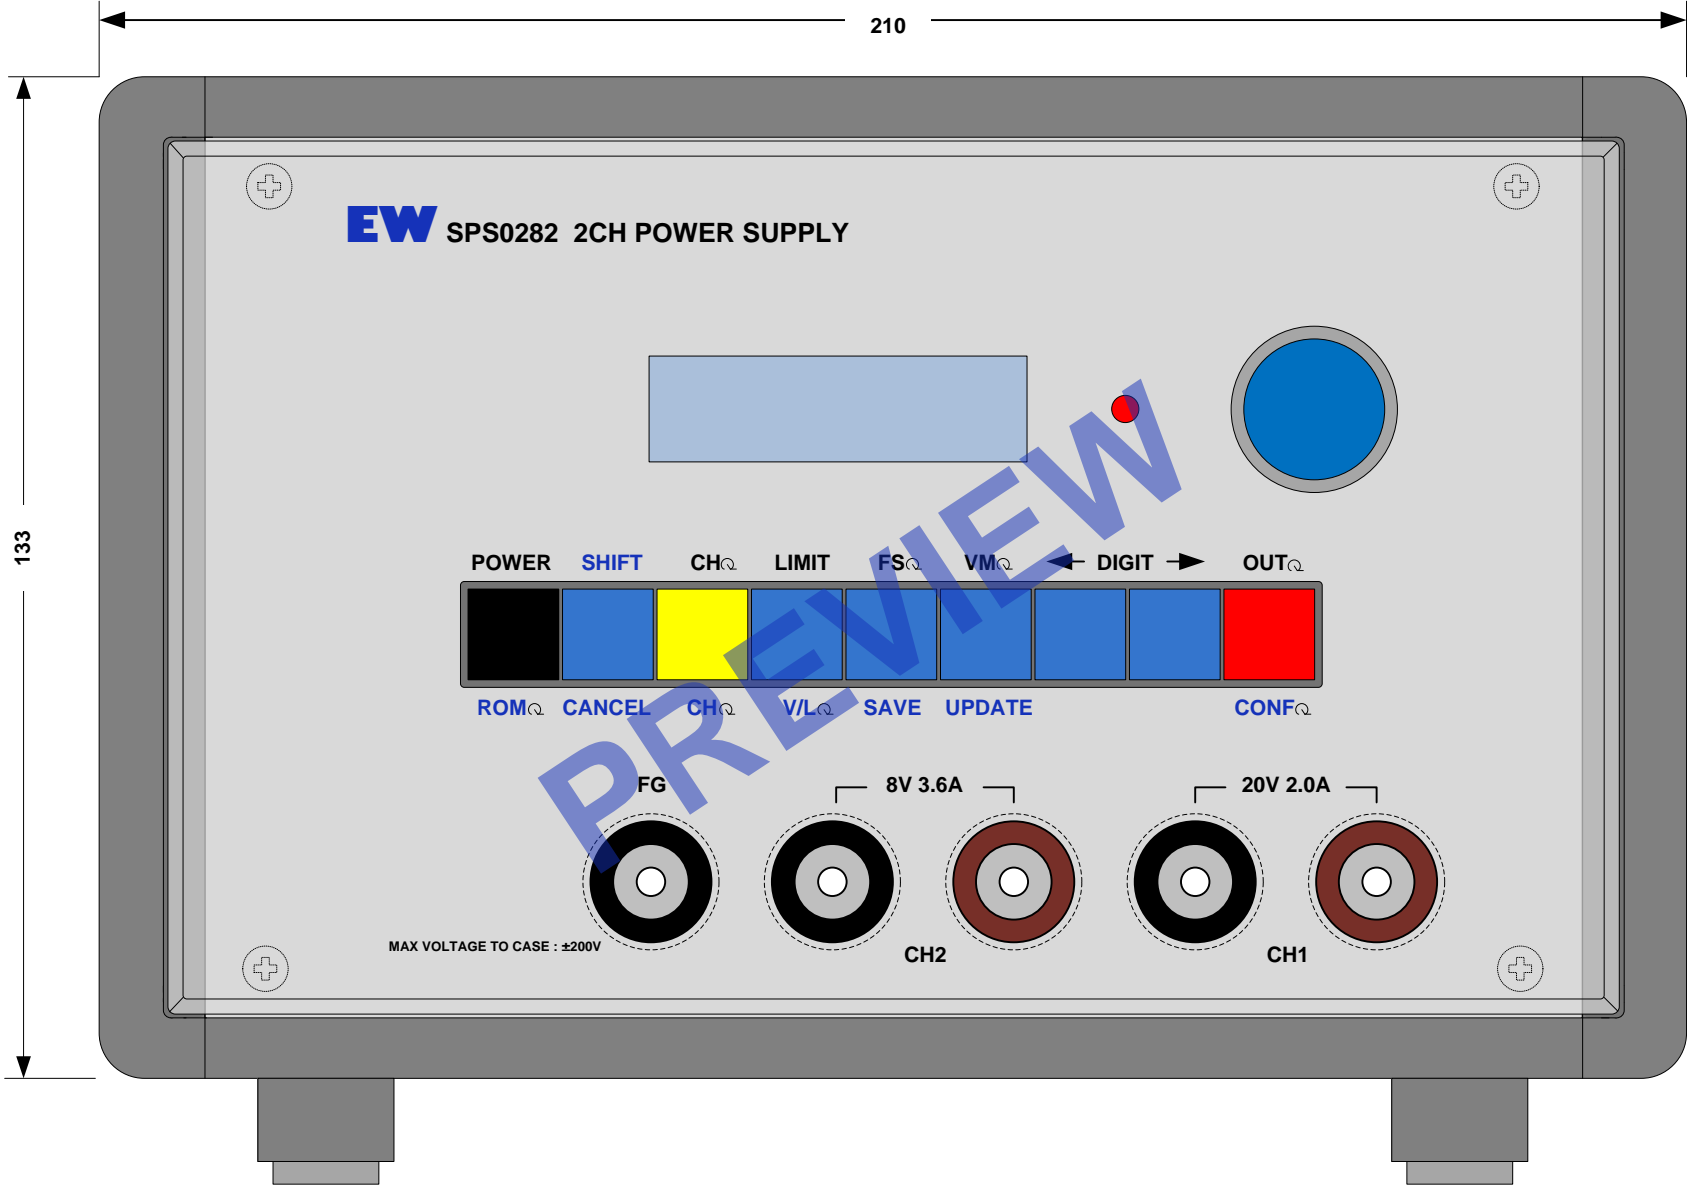 210
133
EW SPS0282 2CH POWER SUPPLY
POWER SHIFT CH LIMIT FS VM DIGIT OUT
ROM CANCEL CH V/L SAVE UPDATE CONF
PREVIEW
FG 8V 3.6A 20V 2.0A
MAX VOLTAGE TO CASE : ±200V
CH2 CH1